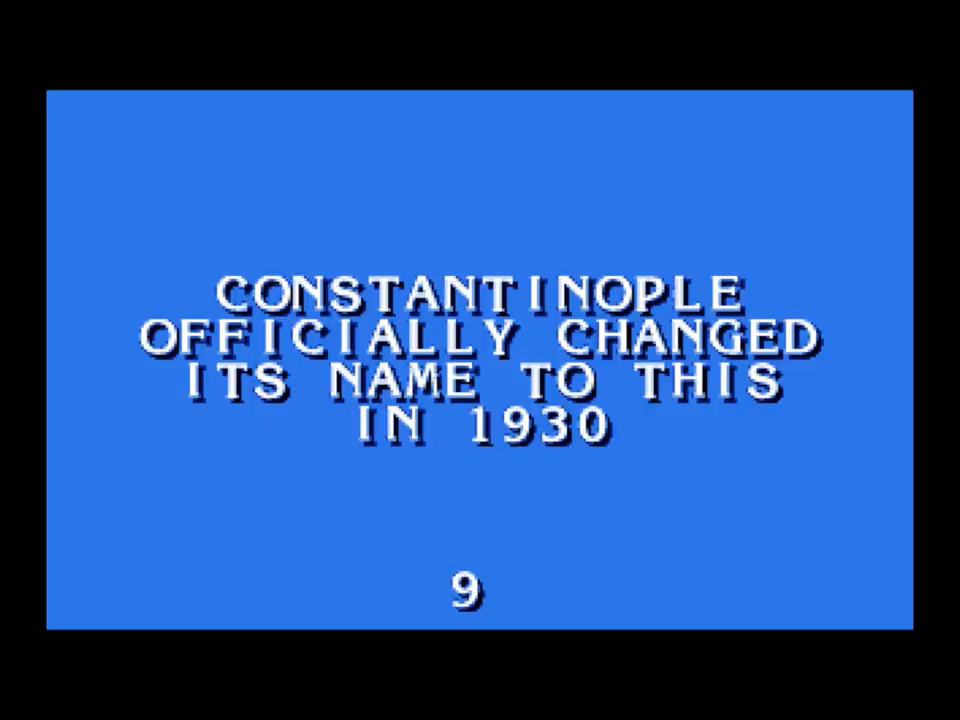 CONSTANTINOPLE
OFFICIALLY CHANGED
ITS NAME TO THIS
IN 1930
9